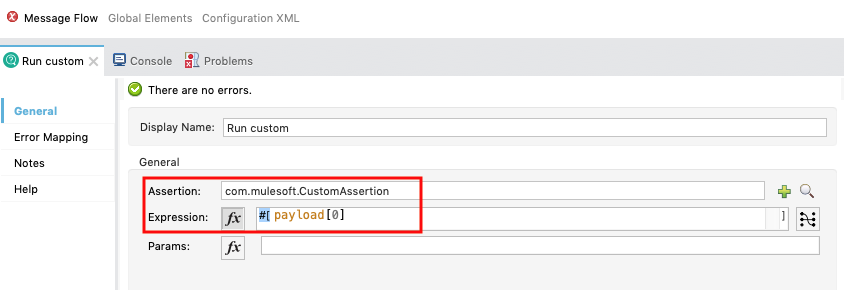 Message Flow Global Elements Configuration XML
Run custom Console Problems
There are no errors.
General
Error Mapping
Notes
Help
Display Name: Run custom
General
Assertion: com.mulesoft.CustomAssertion
Expression: fx #[ payload[0] ]
Params: fx